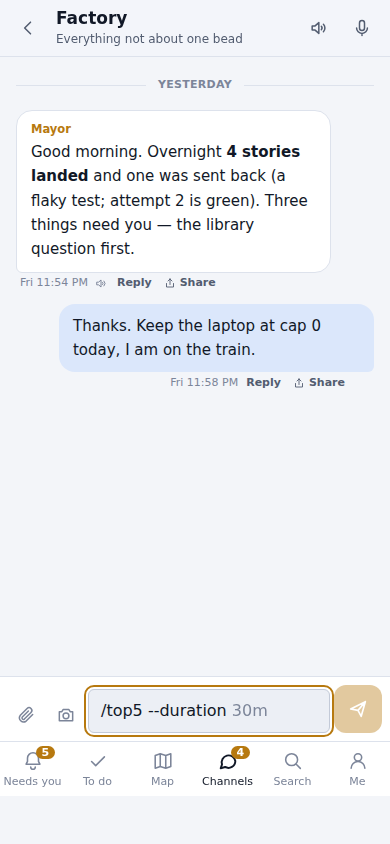 Factory
Everything not about one bead
YESTERDAY
Mayor
Good morning. Overnight 4 stories
landed and one was sent back (a
flaky test; attempt 2 is green). Three
things need you — the library
question first.
Fri 11:54 PM Reply Share
Thanks. Keep the laptop at cap 0
today, I am on the train.
Fri 11:58 PM Reply Share
/top5 --duration 30m
5
4
Needs you To do Map Channels Search Me